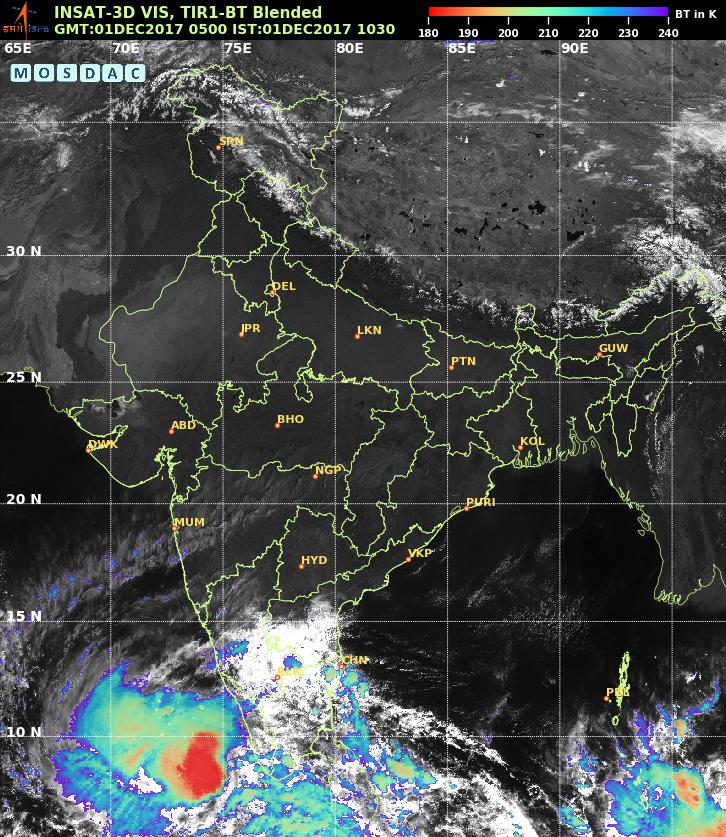 INSAT-3D VIS, TIR1-BT Blended
GMT:01DEC2017 0500 IST:01DEC2017 1030
BT in K
180 190 200 210 220 230 240
65E 70E 75E 80E 85E 90E
MOSDAC
SRN
30 N
DEL
JPR
LKN
GUW
PTN
25 N
ABD
BHO
DWK
KOL
NGP
20 N
PURI
MUM
VKP
HYD
15 N
CHN
PBL
10 N